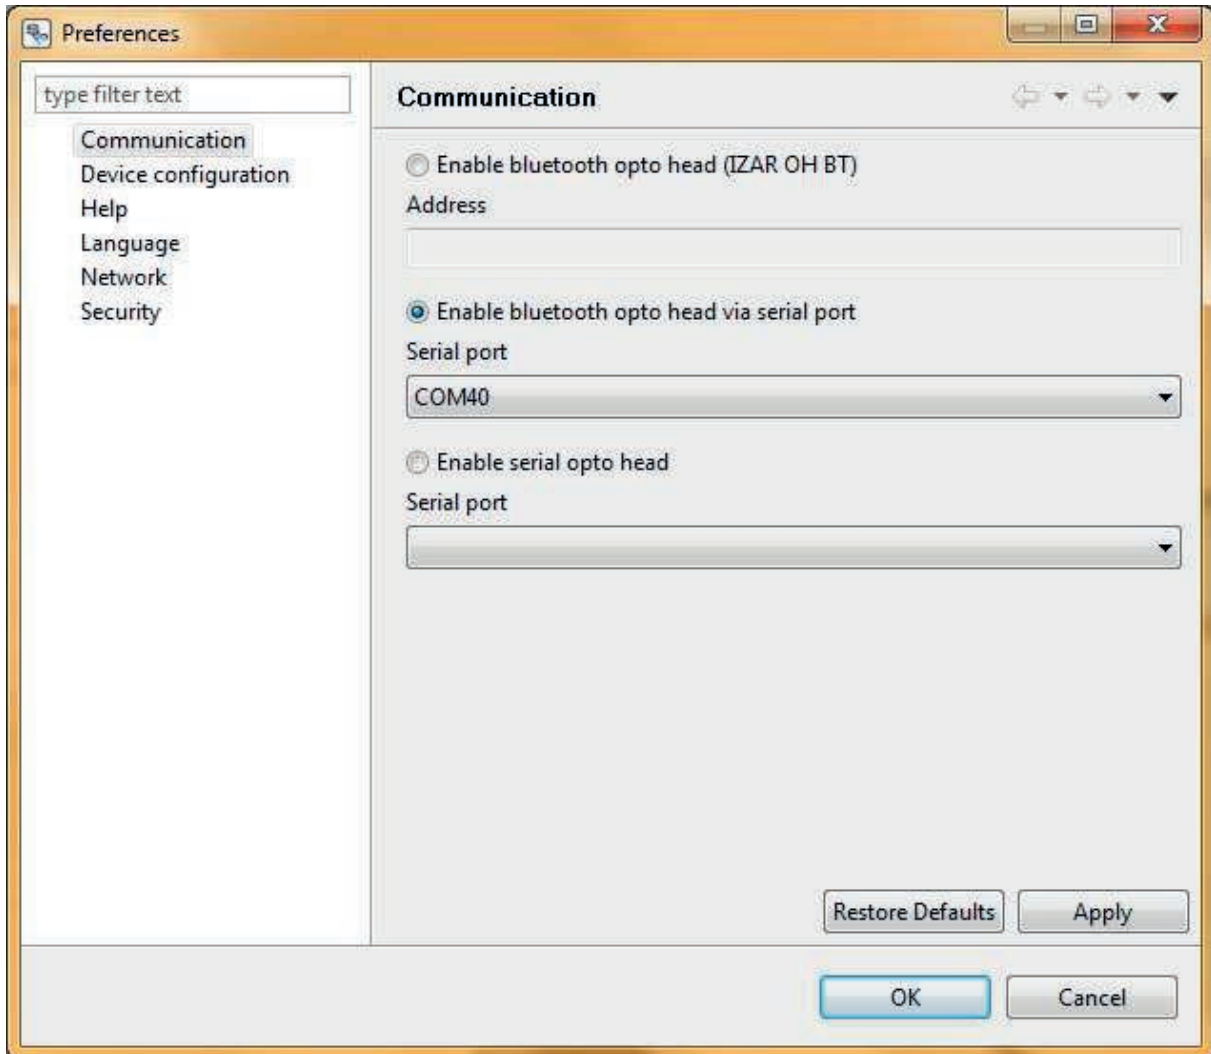 Preferences
type filter text
Communication
Device configuration
Help
Language
Network
Security
Communication
Enable bluetooth opto head (IZAR OH BT)
Address
Enable bluetooth opto head via serial port
Serial port
COM40
Enable serial opto head
Serial port
Restore Defaults
Apply
OK
Cancel